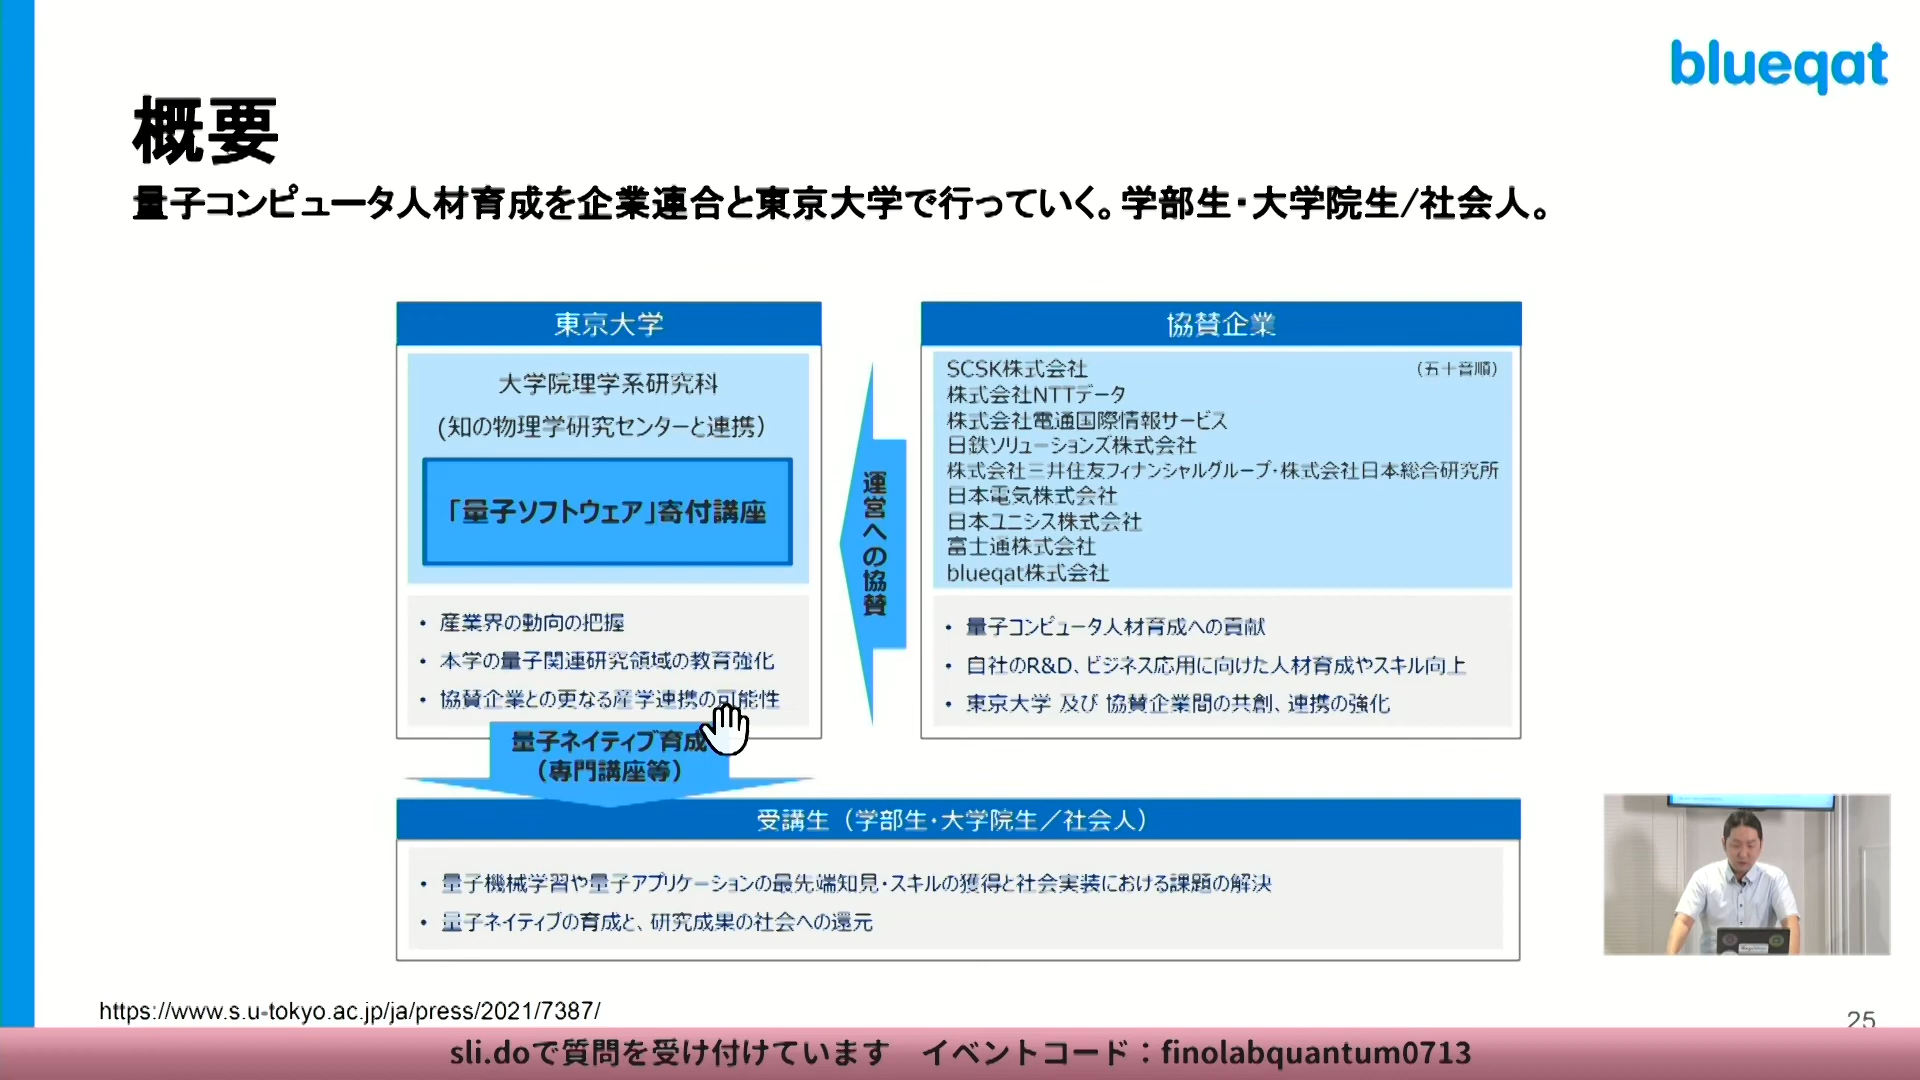 blueqat
概要
量子コンピュータ人材育成を企業連合と東京大学で行っていく。学部生・大学院生/社会人。
東京大学
大学院理学系研究科
(知の物理学研究センターと連携)
「量子ソフトウェア」寄付講座
・ 産業界の動向の把握
・ 本学の量子関連研究領域の教育強化
・ 協賛企業との更なる産学連携の可能性
運営への協賛
協賛企業
SCSK株式会社 (五十音順)
株式会社NTTデータ
株式会社電通国際情報サービス
日鉄ソリューションズ株式会社
株式会社三井住友フィナンシャルグループ・株式会社日本総合研究所
日本電気株式会社
日本ユニシス株式会社
富士通株式会社
blueqat株式会社
・ 量子コンピュータ人材育成への貢献
・ 自社のR&D、ビジネス応用に向けた人材育成やスキル向上
・ 東京大学 及び 協賛企業間の共創、連携の強化
量子ネイティブ育成
(専門講座等)
受講生（学部生・大学院生／社会人）
・ 量子機械学習や量子アプリケーションの最先端知見・スキルの獲得と社会実装における課題の解決
・ 量子ネイティブの育成と、研究成果の社会への還元
https://www.s.u-tokyo.ac.jp/ja/press/2021/7387/
25
sli.doで質問を受け付けています　イベントコード：finolabquantum0713